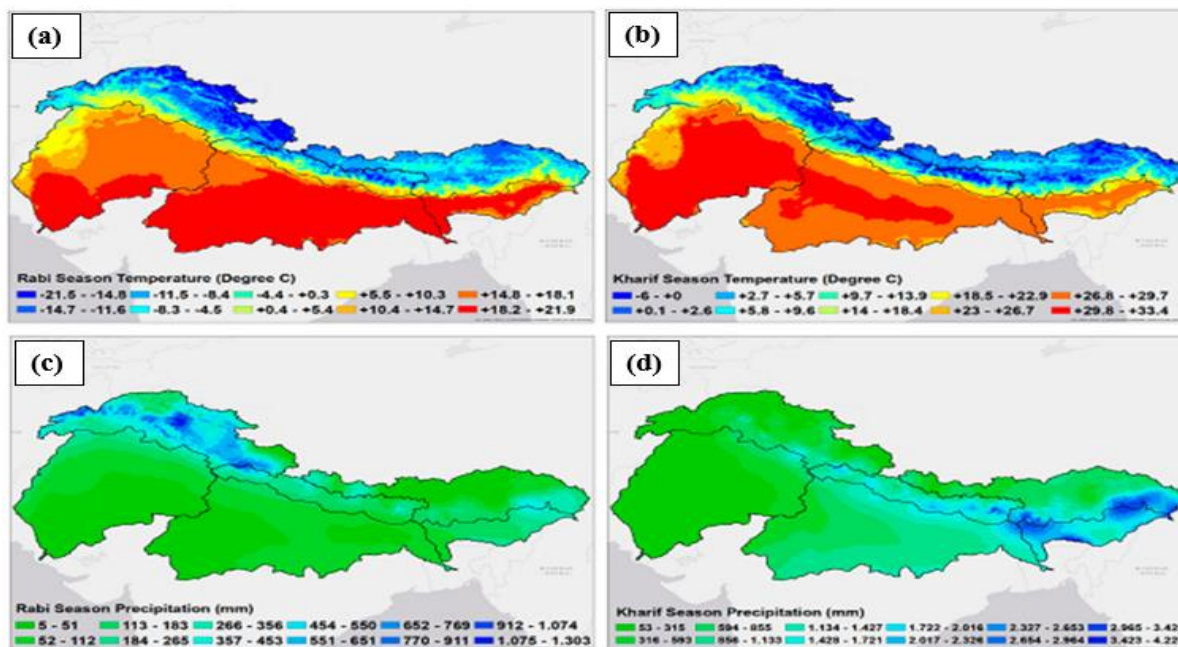 (a)
Rabi Season Temperature (Degree C)
-21.5 - -14.8 -11.5 - -8.4 -4.4 - +0.3 +5.5 - +10.3 +14.8 - +18.1
-14.7 - -11.6 -8.3 - -4.5 +0.4 - +5.4 +10.4 - +14.7 +18.2 - +21.9
(b)
Kharif Season Temperature (Degree C)
-6 - +0 +2.7 - +5.7 +9.7 - +13.9 +18.5 - +22.9 +26.8 - +29.7
+0.1 - +2.6 +5.8 - +9.6 +14 - +18.4 +23 - +26.7 +29.8 - +33.4
(c)
Rabi Season Precipitation (mm)
5 - 51 113 - 183 266 - 356 454 - 550 652 - 769 912 - 1.074
52 - 112 184 - 265 357 - 453 551 - 651 770 - 911 1.075 - 1.303
(d)
Kharif Season Precipitation (mm)
53 - 315 594 - 855 1.134 - 1.427 1.722 - 2.016 2.327 - 2.653 2.965 - 3.42
316 - 593 856 - 1.133 1.428 - 1.721 2.017 - 2.326 2.654 - 2.964 3.423 - 4.22